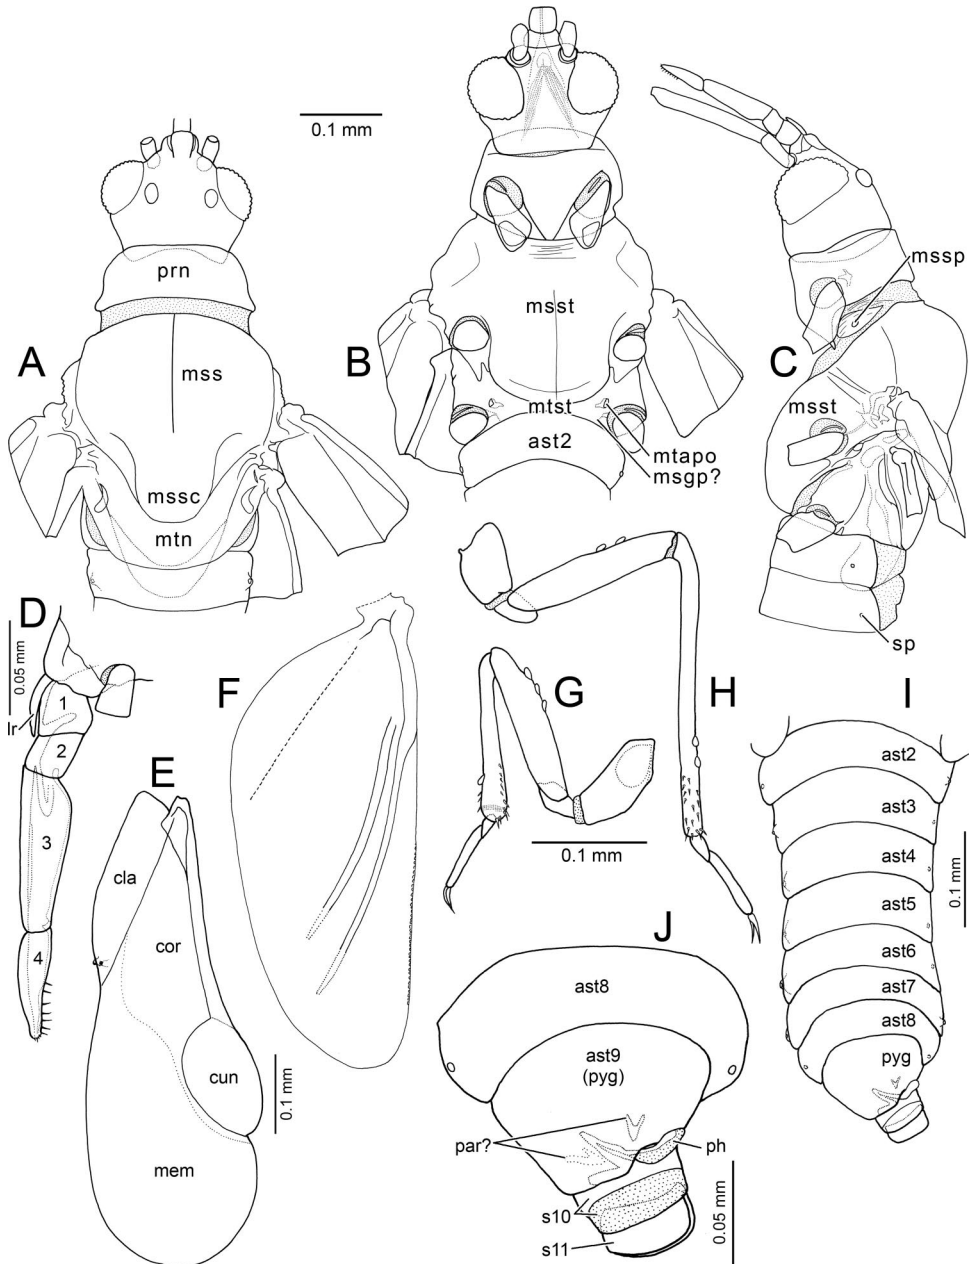 0.1 mm
prn
mss
mssc
mtn
A
msst
mtst
ast2
mtapo
msgp?
B
mssp
C
msst
sp
D
0.05 mm
1
lr
2
3
4
E
cla
cor
cun
mem
0.1 mm
F
G
H
0.1 mm
I
ast2
ast3
ast4
ast5
ast6
ast7
ast8
pyg
0.1 mm
J
ast8
ast9
(pyg)
par?
ph
s10
s11
0.05 mm